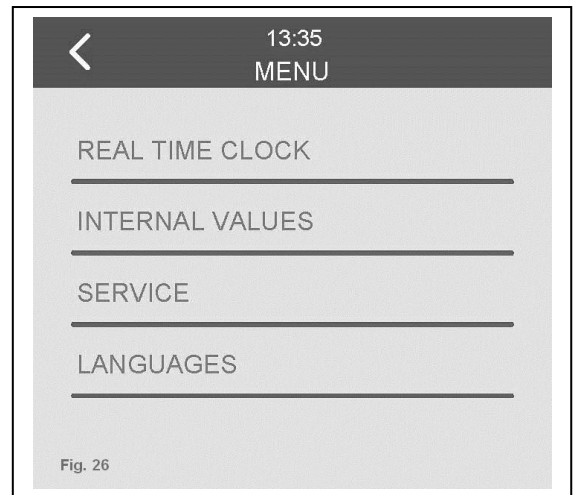 13:35
MENU
REAL TIME CLOCK
INTERNAL VALUES
SERVICE
LANGUAGES
Fig. 26